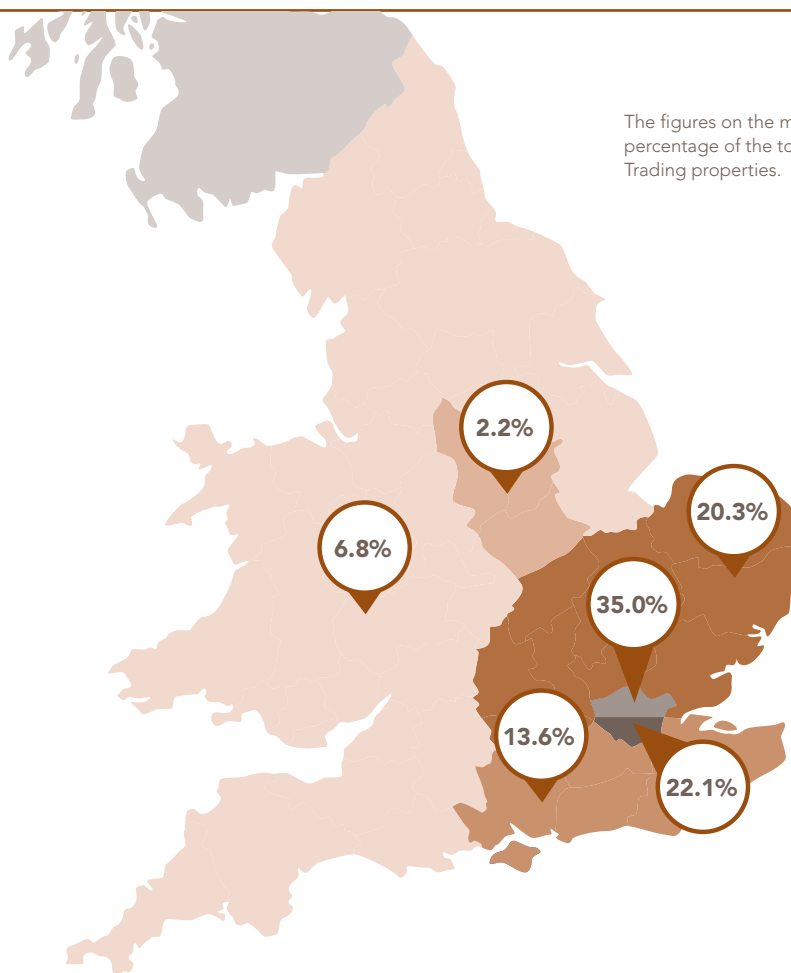 The figures on the m
percentage of the to
Trading properties.
2.2%
20.3%
6.8%
35.0%
13.6%
22.1%